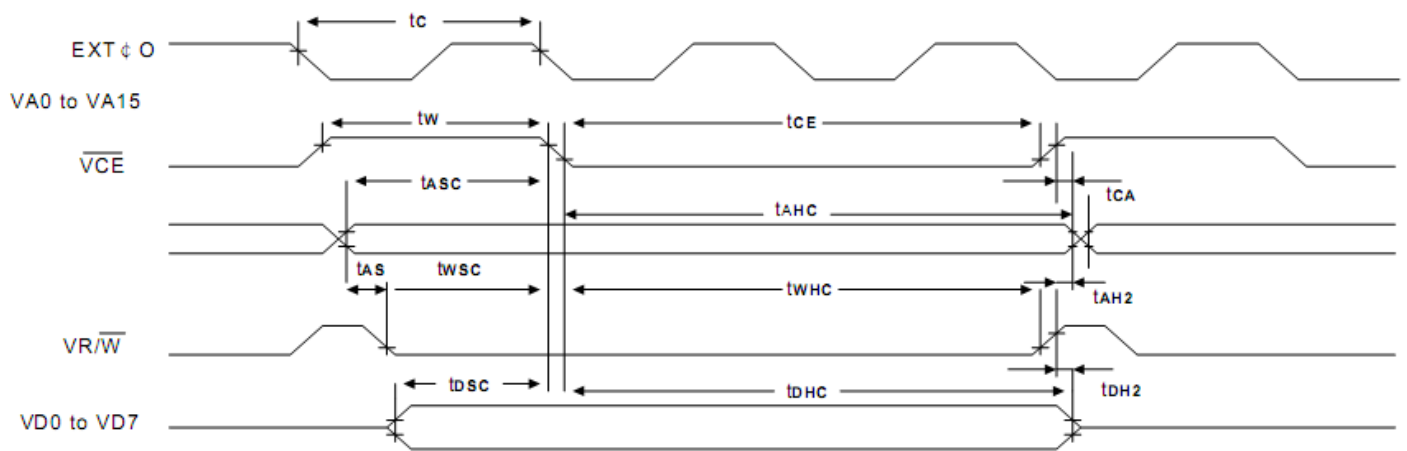 tC
EXT ¢ O
VA0 to VA15
tW
tCE
V̅C̅E̅
tASC
tCA
tAHC
tAS
tWSC
tWHC
tAH2
VR/W̅
tDSC
tDHC
tDH2
VD0 to VD7